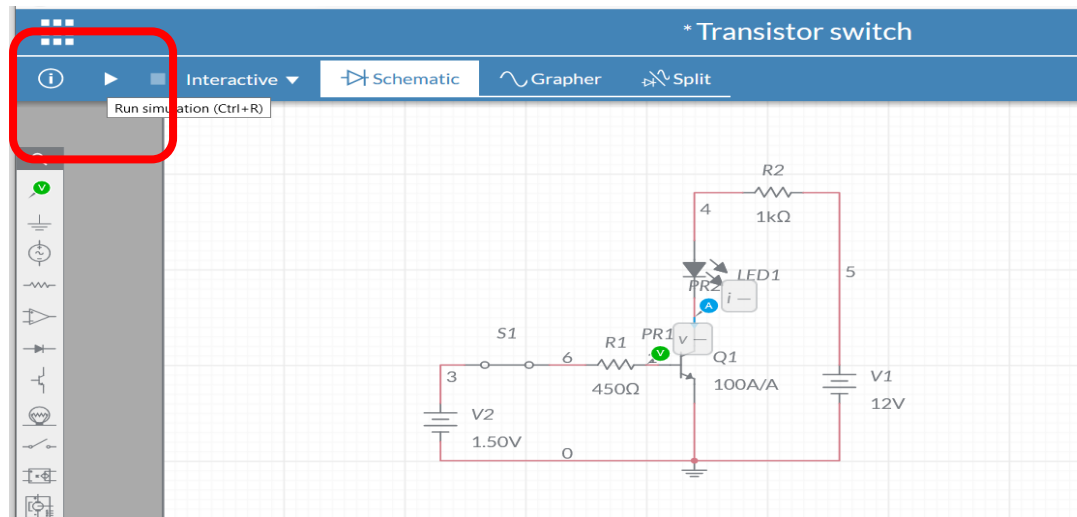 * Transistor switch
i
Interactive
Schematic
Grapher
Split
Run simulation (Ctrl+R)
V
R2
4
1kΩ
5
LED1
PR2
i —
A
S1
R1
PR1
v —
V
6
Q1
3
450Ω
100A/A
V1
12V
V2
1.50V
0